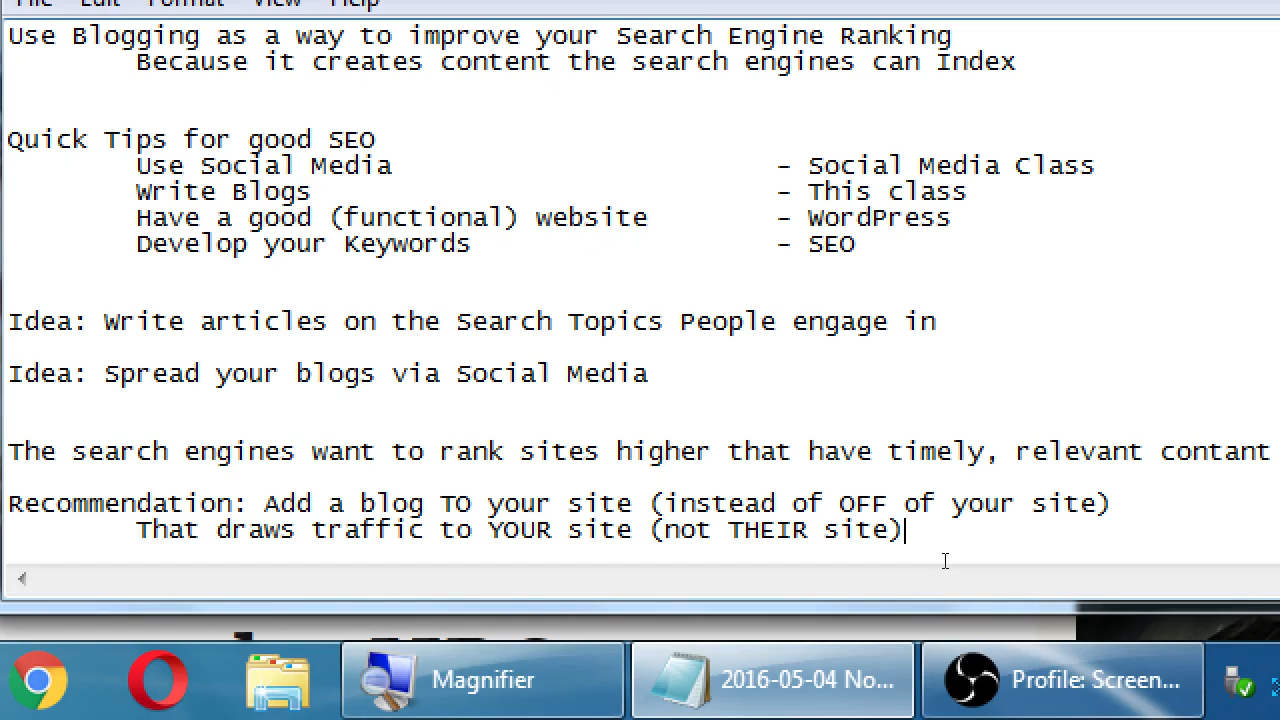 File Edit Format View Help
Use Blogging as a way to improve your Search Engine Ranking
Because it creates content the search engines can Index
Quick Tips for good SEO
Use Social Media - Social Media Class
Write Blogs - This class
Have a good (functional) website - WordPress
Develop your Keywords - SEO
Idea: Write articles on the Search Topics People engage in
Idea: Spread your blogs via Social Media
The search engines want to rank sites higher that have timely, relevant contant
Recommendation: Add a blog TO your site (instead of OFF of your site)
That draws traffic to YOUR site (not THEIR site)
Magnifier 2016-05-04 No... Profile: Screen...